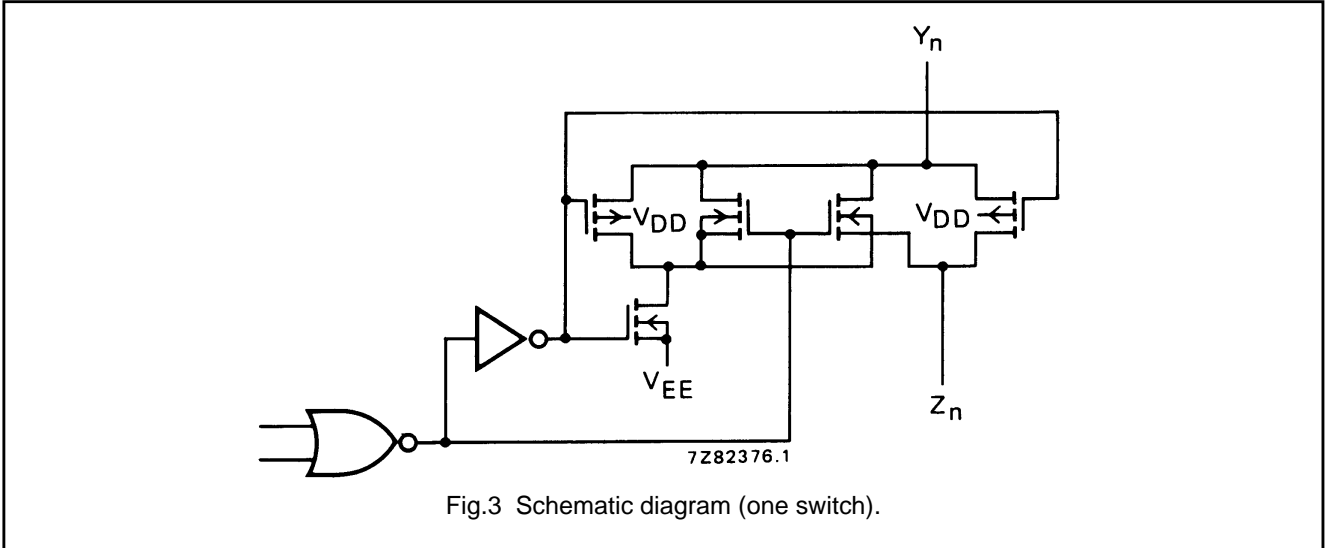 Yn
VDD
VDD
VEE
Zn
7Z82376.1
Fig.3 Schematic diagram (one switch).